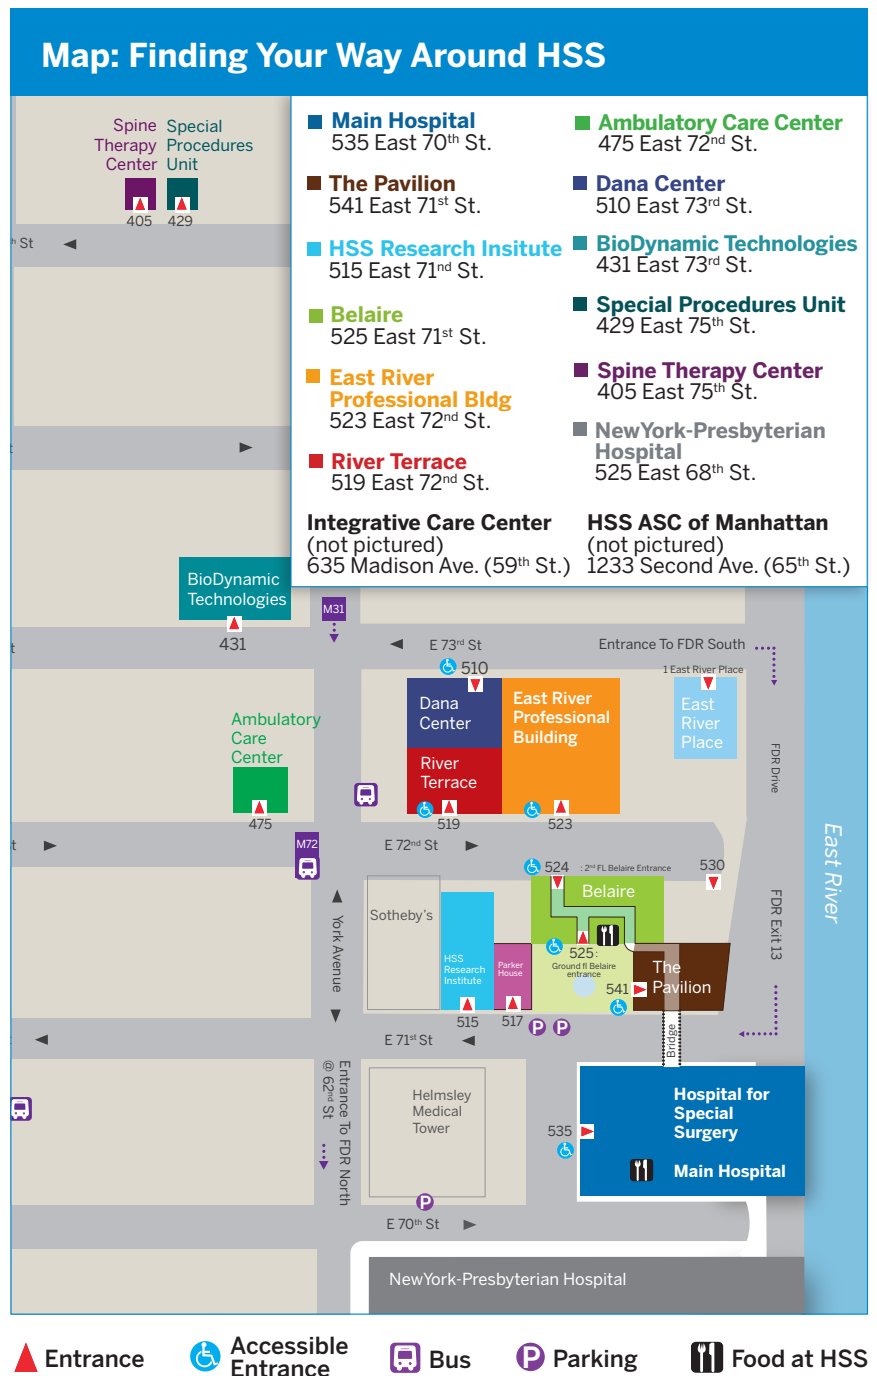 Map: Finding Your Way Around HSS
Spine
Therapy
Center
Special
Procedures
Unit
405
429
Main Hospital
535 East 70th St.
The Pavilion
541 East 71st St.
HSS Research Insitute
515 East 71nd St.
Belaire
525 East 71st St.
East River
Professional Bldg
523 East 72nd St.
River Terrace
519 East 72nd St.
Integrative Care Center
(not pictured)
635 Madison Ave. (59th St.)
Ambulatory Care Center
475 East 72nd St.
Dana Center
510 East 73rd St.
BioDynamic Technologies
431 East 73rd St.
Special Procedures Unit
429 East 75th St.
Spine Therapy Center
405 East 75th St.
NewYork-Presbyterian
Hospital
525 East 68th St.
HSS ASC of Manhattan
(not pictured)
1233 Second Ave. (65th St.)
h St
t
BioDynamic
Technologies
431
M31
t
E 73rd St
Entrance To FDR South
510
1 East River Place
Dana
Center
East River
Professional
Building
East
River
Place
River
Terrace
519
523
Ambulatory
Care
Center
475
FDR Drive
East River
t
M72
E 72nd St
524
: 2nd FL Belaire Entrance
530
Belaire
Sotheby's
York Avenue
HSS
Research
Institute
Parker
House
525 :
Ground fl Belaire
entrance
541
The
Pavilion
FDR Exit 13
515
517
E 71st St
Bridge
Entrance To FDR North
@ 62nd St
Helmsley
Medical
Tower
535
Hospital for
Special
Surgery
Main Hospital
P
P
P
E 70th St
NewYork-Presbyterian Hospital
Entrance
Accessible
Entrance
Bus
P
Parking
Food at HSS